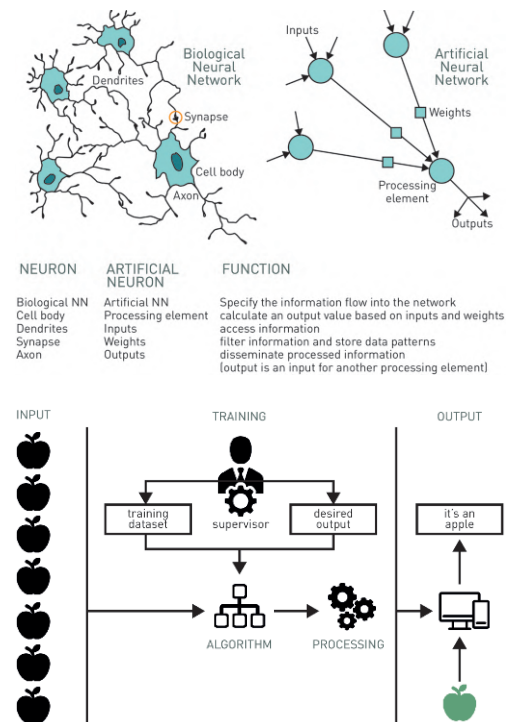 Biological
Neural
Network
Dendrites
Synapse
Cell body
Axon
Inputs
Artificial
Neural
Network
Weights
Processing
element
Outputs
NEURON ARTIFICIAL NEURON FUNCTION
Biological NN Artificial NN Specify the information flow into the network
Cell body Processing element calculate an output value based on inputs and weights
Dendrites Inputs access information
Synapse Weights filter information and store data patterns
Axon Outputs disseminate processed information
(output is an input for another processing element)
INPUT TRAINING OUTPUT
training
dataset
supervisor
desired
output
it's an
apple
ALGORITHM PROCESSING